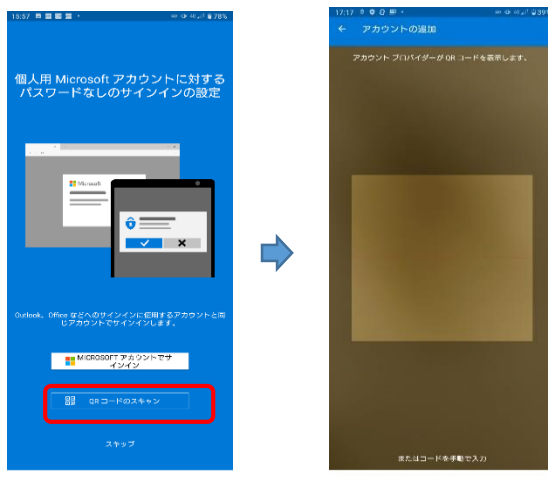 15:57
78%
個人用 Microsoft アカウントに対する
パスワードなしのサインインの設定
Microsoft
Outlook、Office などへのサインインに使用するアカウントと同
じアカウントでサインインします。
MICROSOFT アカウントでサ
インイン
QR コードのスキャン
スキップ
17:17
39%
← アカウントの追加
アカウント プロバイダーが QR コードを表示します。
またはコードを手動で入力